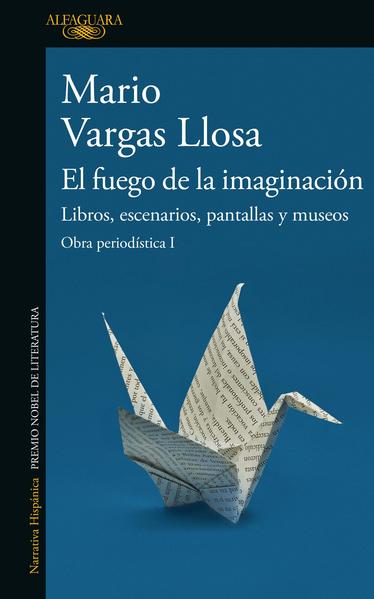 ALFAGUARA
Mario
Vargas Llosa
El fuego de la imaginación
Libros, escenarios, pantallas y museos
Obra periodística I
Narrativa Hispánica PREMIO NOBEL DE LITERATURA